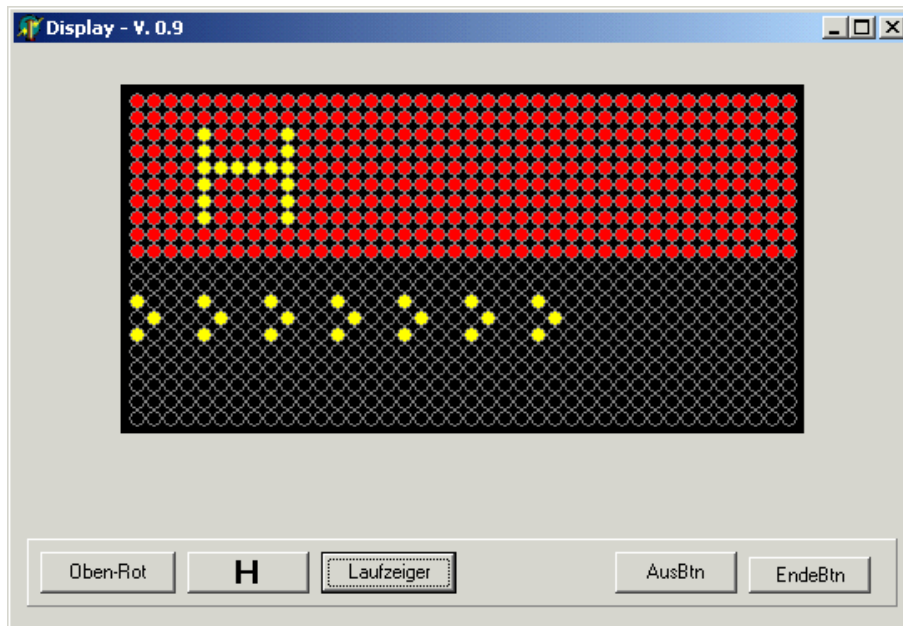 Display - V. 0.9
H
Oben-Rot H Laufzeiger AusBtn EndeBtn